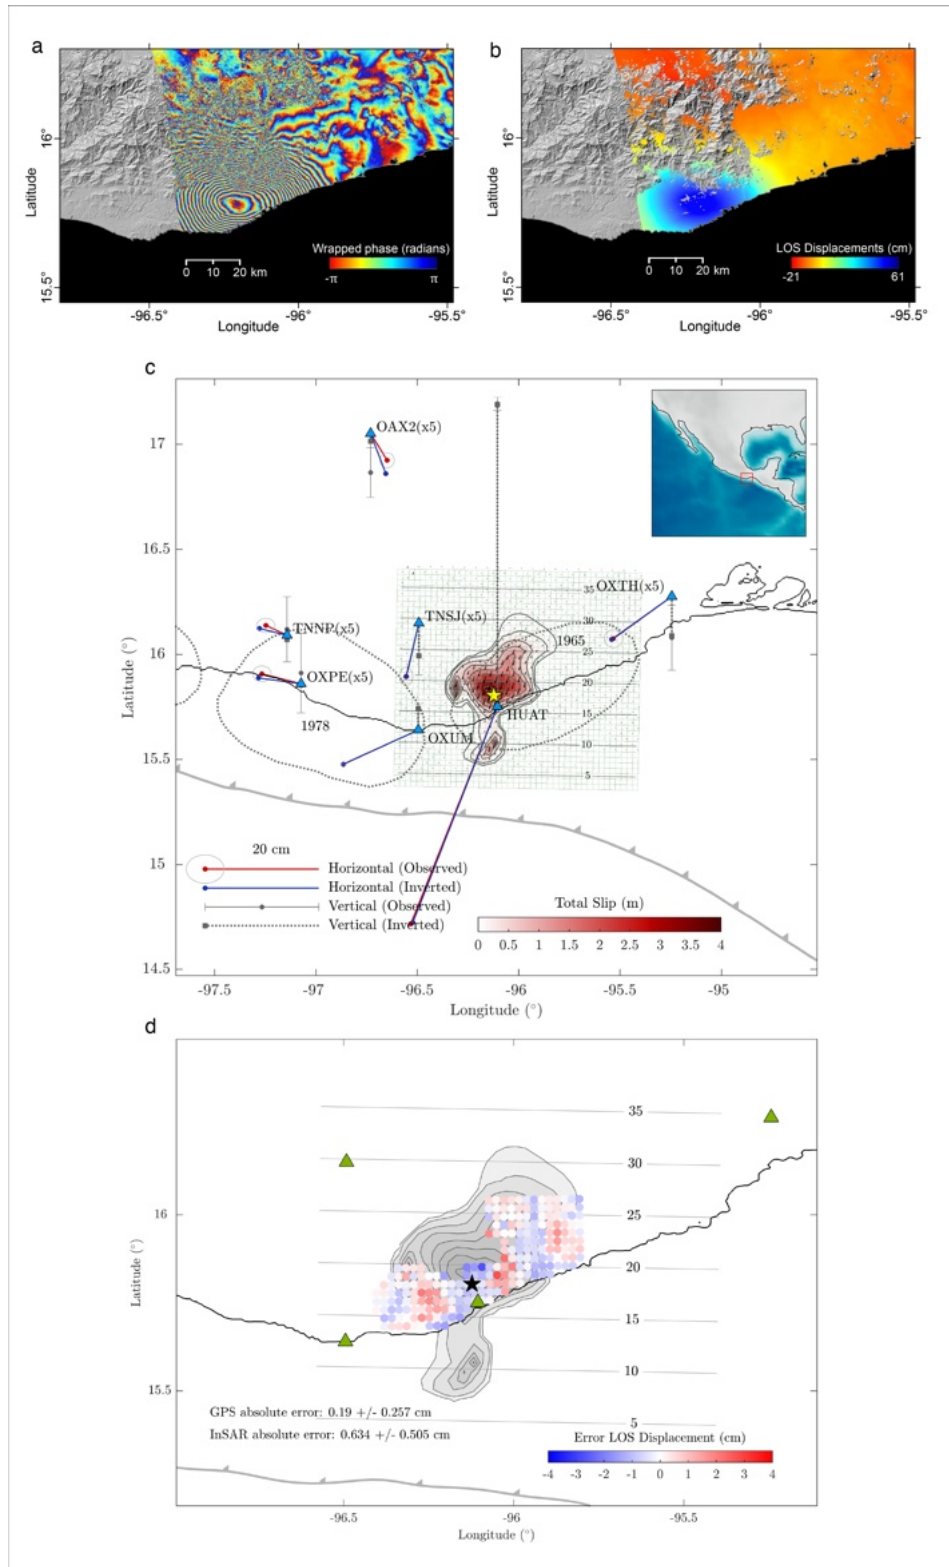 a
Latitude
16°
15.5°
Wrapped phase (radians)
0 10 20 km
-π π
-96.5° -96° -95.5°
Longitude
b
Latitude
16°
15.5°
LOS Displacements (cm)
0 10 20 km
-21 61
-96.5° -96° -95.5°
Longitude
c
17
16.5
16
15.5
15
14.5
Latitude (°)
OAX2(x5)
OXTH(x5)
TNNP(x5)
TNSJ(x5)
OXPE(x5)
1965
1978
OXUM
HUAT
35
30
25
20
15
10
5
20 cm
Horizontal (Observed)
Horizontal (Inverted)
Vertical (Observed)
Vertical (Inverted)
Total Slip (m)
0 0.5 1 1.5 2 2.5 3 3.5 4
-97.5 -97 -96.5 -96 -95.5 -95
Longitude (°)
d
16
15.5
Latitude (°)
35
30
25
20
15
10
5
GPS absolute error: 0.19 +/- 0.257 cm
InSAR absolute error: 0.634 +/- 0.505 cm
Error LOS Displacement (cm)
-4 -3 -2 -1 0 1 2 3 4
-96.5 -96 -95.5
Longitude (°)